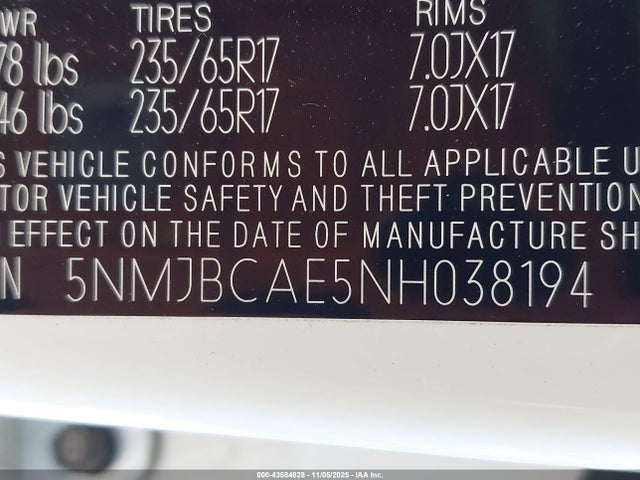 WR TIRES RIMS
78 lbs 235/65R17 7.0JX17
46 lbs 235/65R17 7.0JX17
S VEHICLE CONFORMS TO ALL APPLICABLE U
TOR VEHICLE SAFETY AND THEFT PREVENTION
EFFECT ON THE DATE OF MANUFACTURE SH
N 5NMJBCAE5NH038194
000-43584828 - 11/05/2025 - IAA Inc.